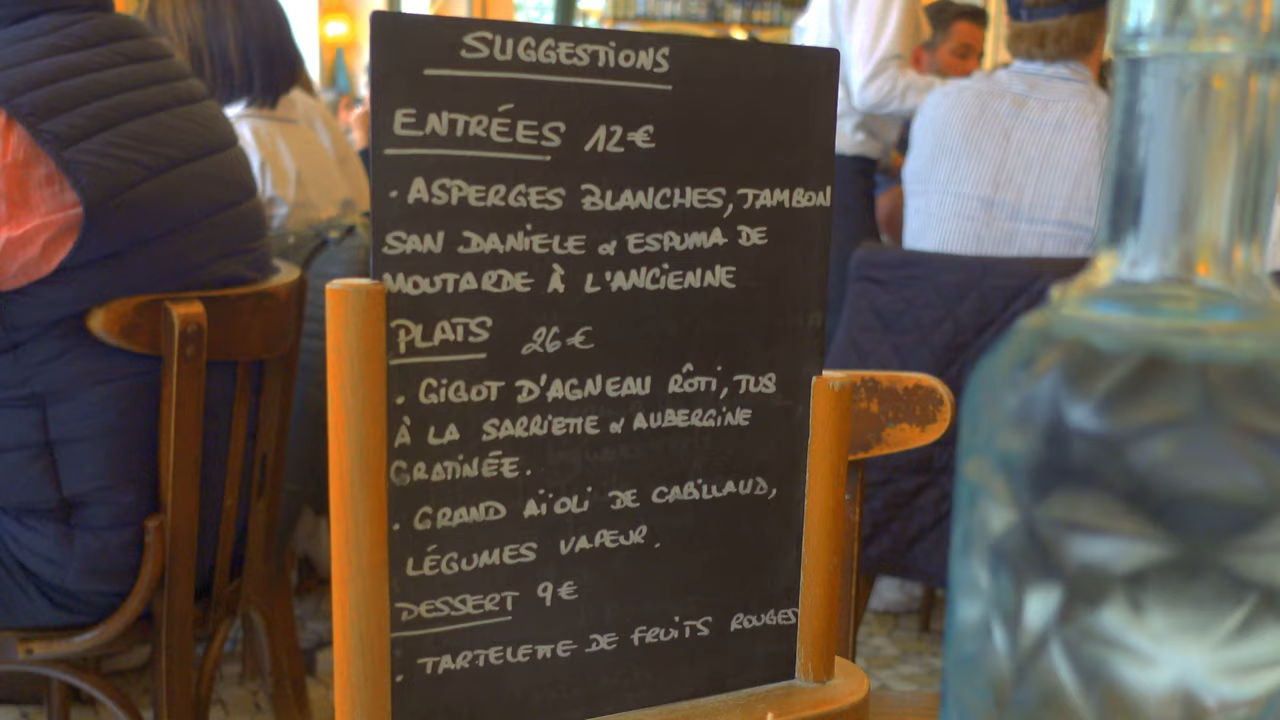 SUGGESTIONS
ENTRÉES 12€
· ASPERGES BLANCHES, JAMBON
SAN DANIELE & ESPUMA DE
MOUTARDE À L'ANCIENNE
PLATS 26€
. GIGOT D'AGNEAU RÔTI, JUS
À LA SARRIETTE & AUBERGINE
GRATINÉE.
. GRAND AÏOLI DE CABILLAUD,
LÉGUMES VAPEUR.
DESSERT 9€
. TARTELETTE DE FRUITS ROUGES